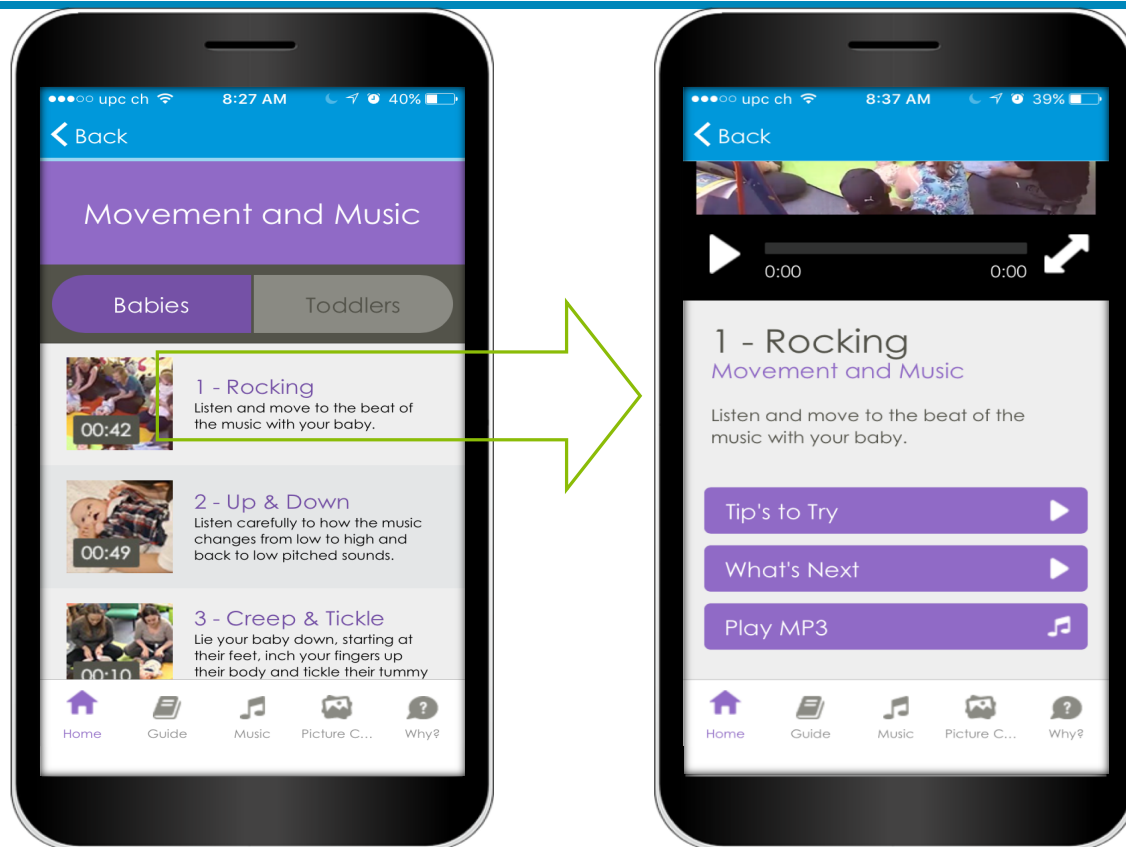 upc ch 8:27 AM 40%
Back
Movement and Music
Babies Toddlers
00:42
1 - Rocking
Listen and move to the beat of
the music with your baby.
00:49
2 - Up & Down
Listen carefully to how the music
changes from low to high and
back to low pitched sounds.
00:10
3 - Creep & Tickle
Lie your baby down, starting at
their feet, inch your fingers up
their body and tickle their tummy
Home Guide Music Picture C... Why?
upc ch 8:37 AM 39%
Back
0:00 0:00
1 - Rocking
Movement and Music
Listen and move to the beat of the
music with your baby.
Tip's to Try
What's Next
Play MP3
Home Guide Music Picture C... Why?